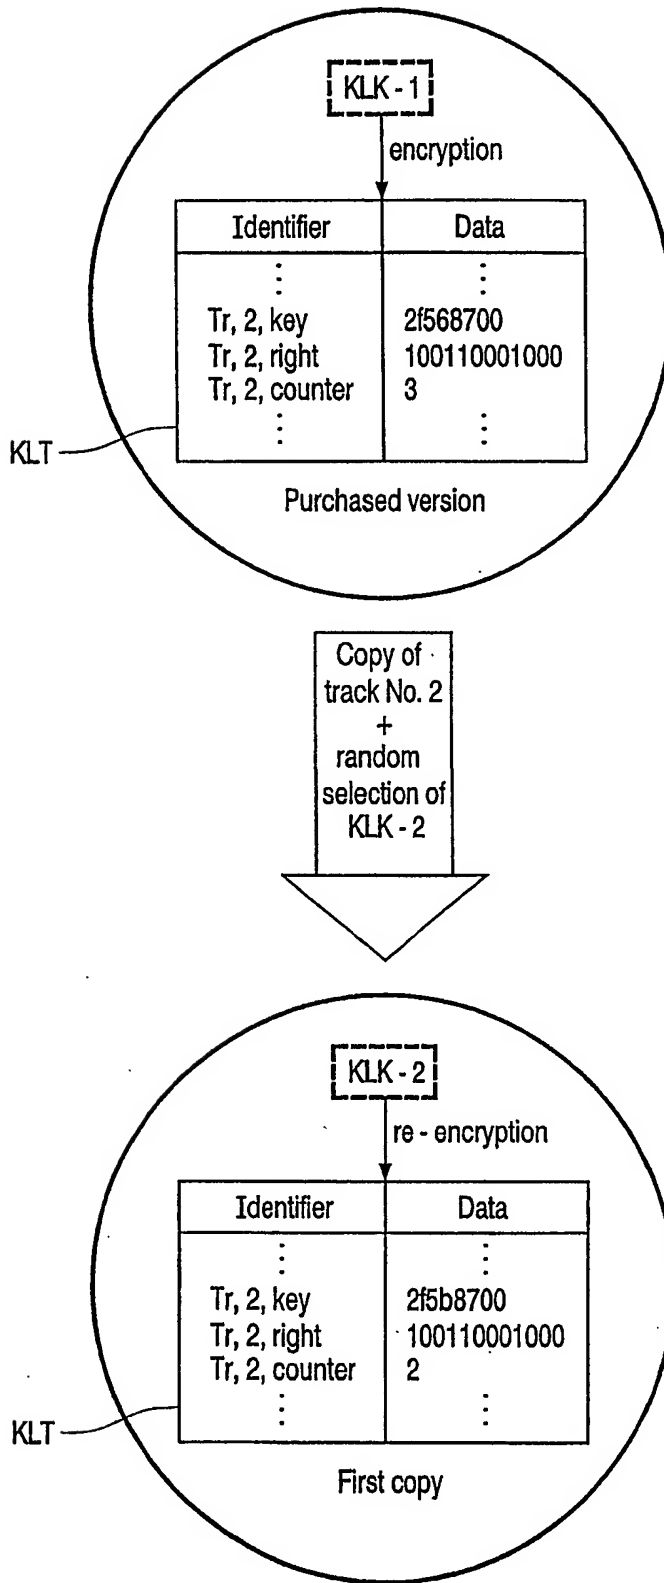 KLK - 1
encryption
Identifier Data
Tr, 2, key 2f568700
Tr, 2, right 100110001000
Tr, 2, counter 3
KLT
Purchased version
Copy of
track No. 2
+
random
selection of
KLK - 2
KLK - 2
re - encryption
Identifier Data
Tr, 2, key 2f5b8700
Tr, 2, right 100110001000
Tr, 2, counter 2
KLT
First copy